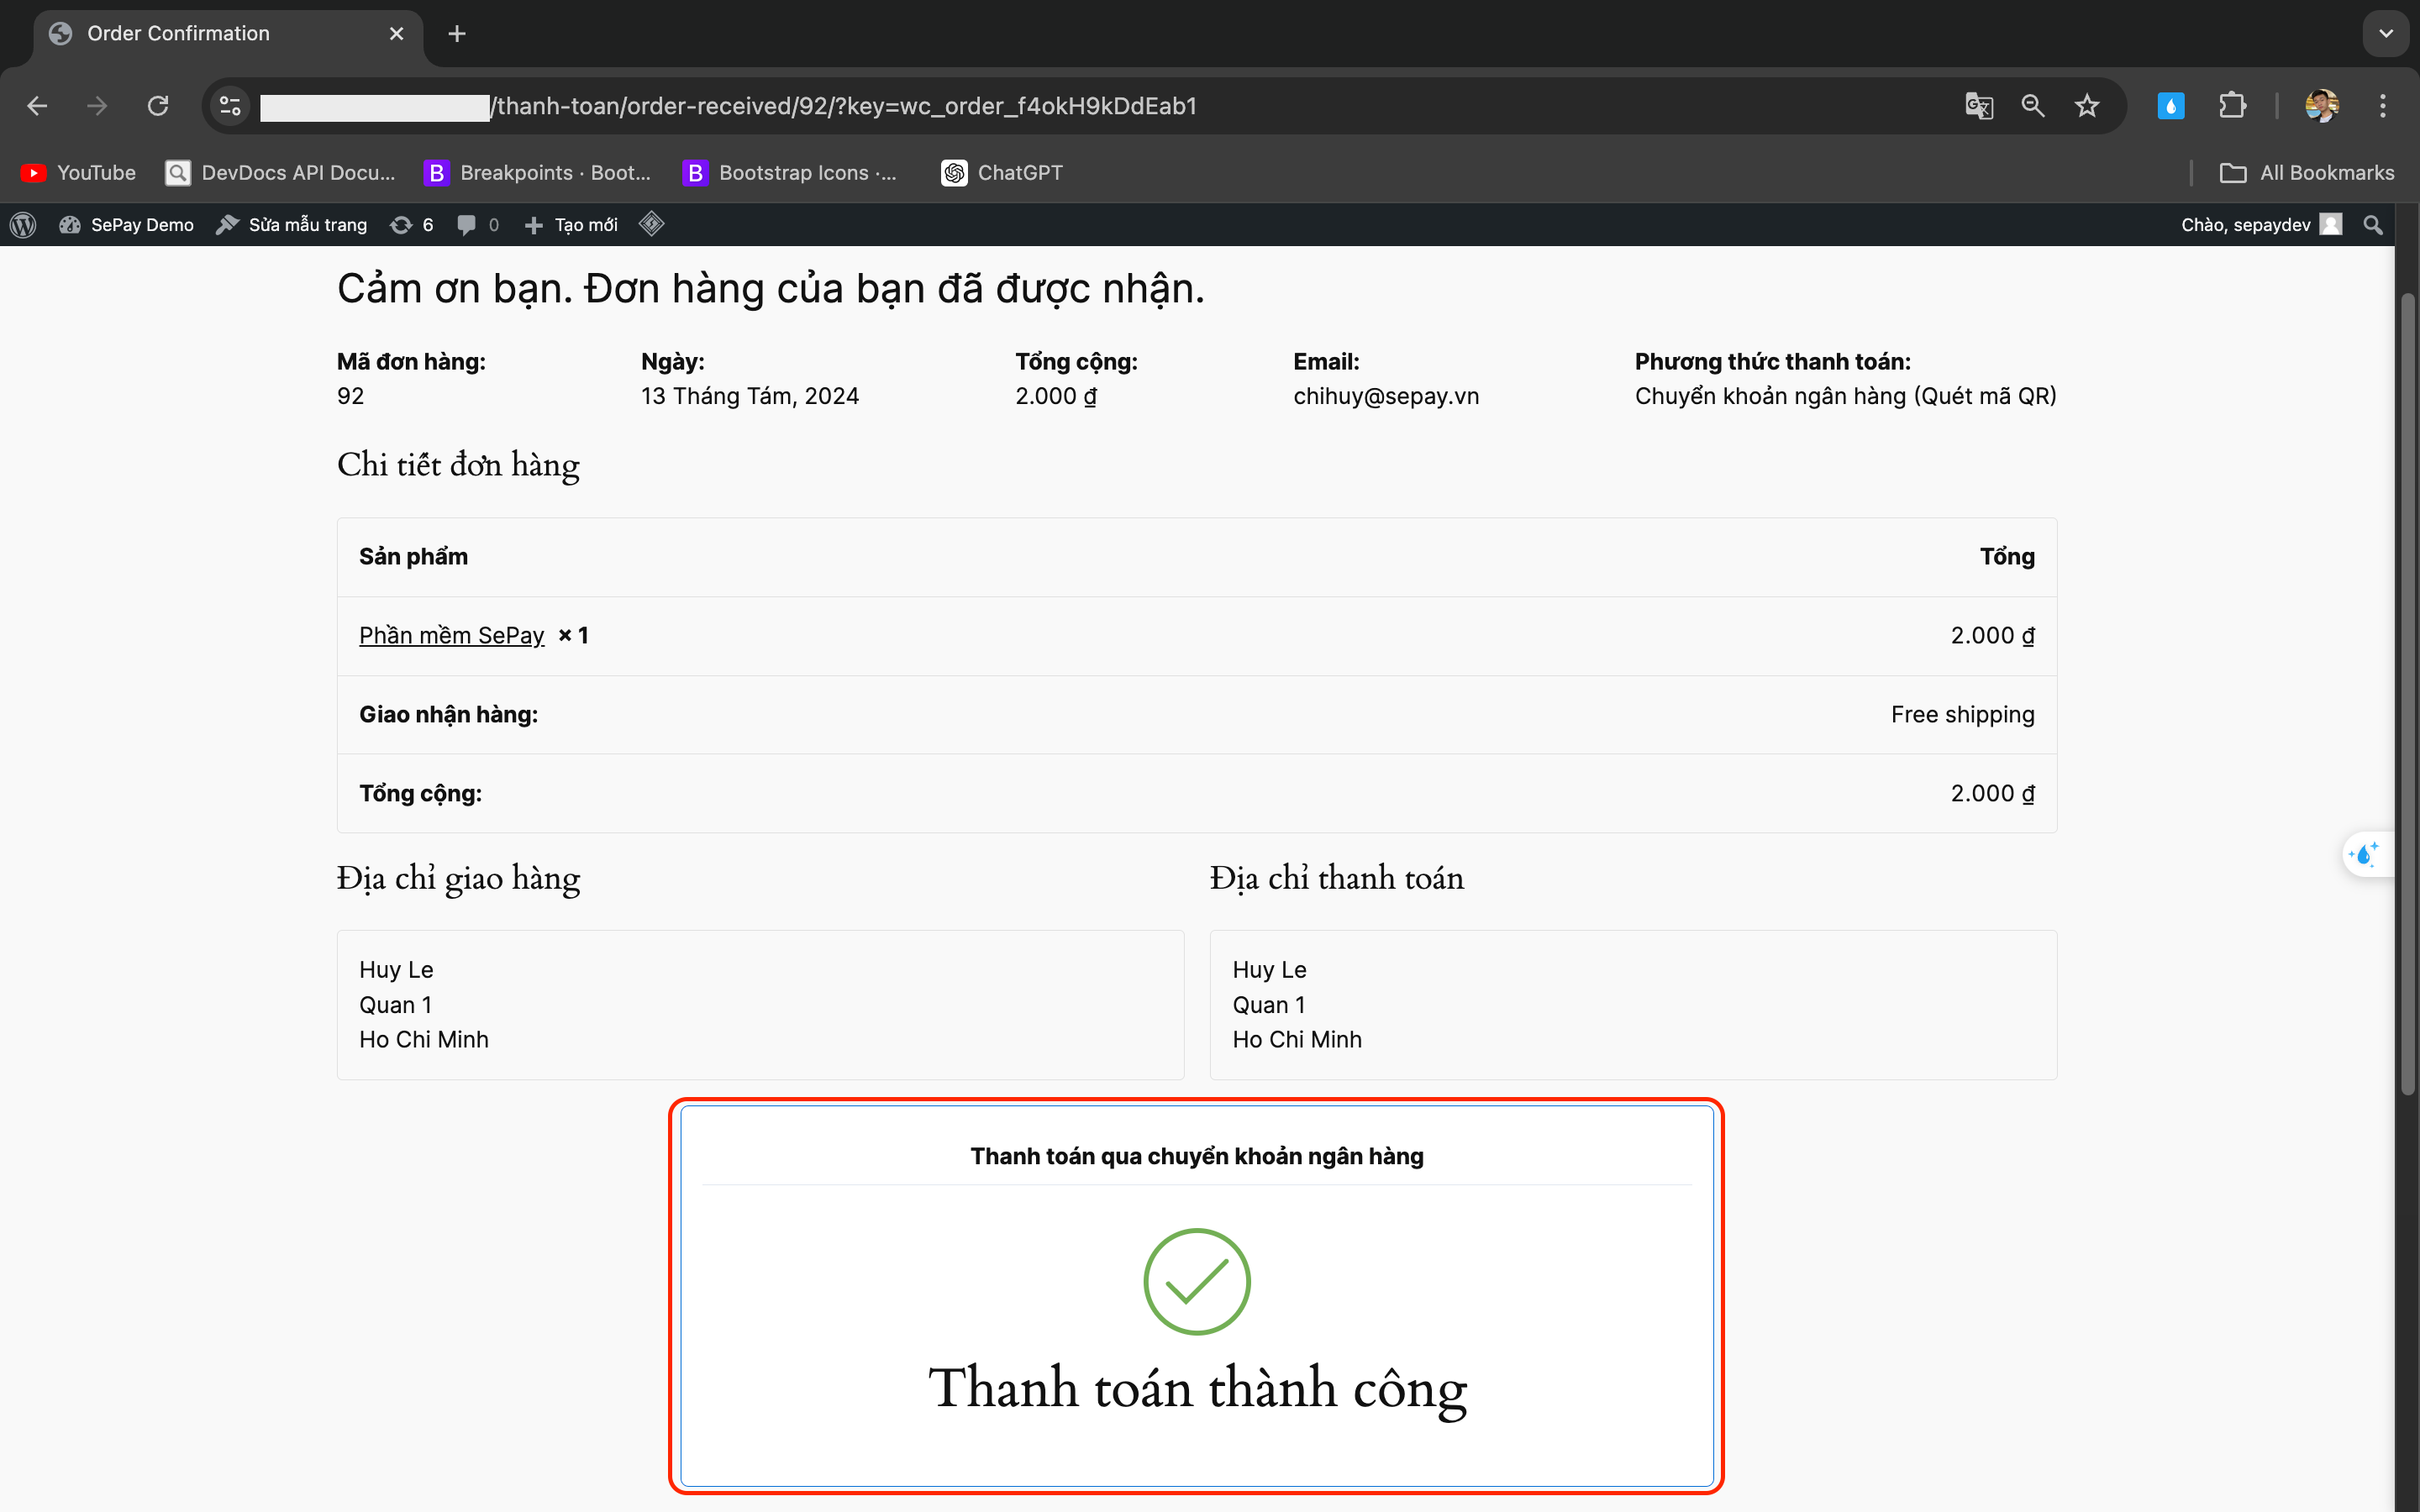 Order Confirmation
/thanh-toan/order-received/92/?key=wc_order_f4okH9kDdEab1
YouTube DevDocs API Docu... Breakpoints · Boot... Bootstrap Icons ·... ChatGPT All Bookmarks
SePay Demo Sửa mẫu trang 6 0 Tạo mới Chào, sepaydev
Cảm ơn bạn. Đơn hàng của bạn đã được nhận.
Mã đơn hàng: Ngày: Tổng cộng: Email: Phương thức thanh toán:
92 13 Tháng Tám, 2024 2.000 ₫ chihuy@sepay.vn Chuyển khoản ngân hàng (Quét mã QR)
Chi tiết đơn hàng
Sản phẩm Tổng
Phần mềm SePay × 1 2.000 ₫
Giao nhận hàng: Free shipping
Tổng cộng: 2.000 ₫
Địa chỉ giao hàng Địa chỉ thanh toán
Huy Le Huy Le
Quan 1 Quan 1
Ho Chi Minh Ho Chi Minh
Thanh toán qua chuyển khoản ngân hàng
Thanh toán thành công